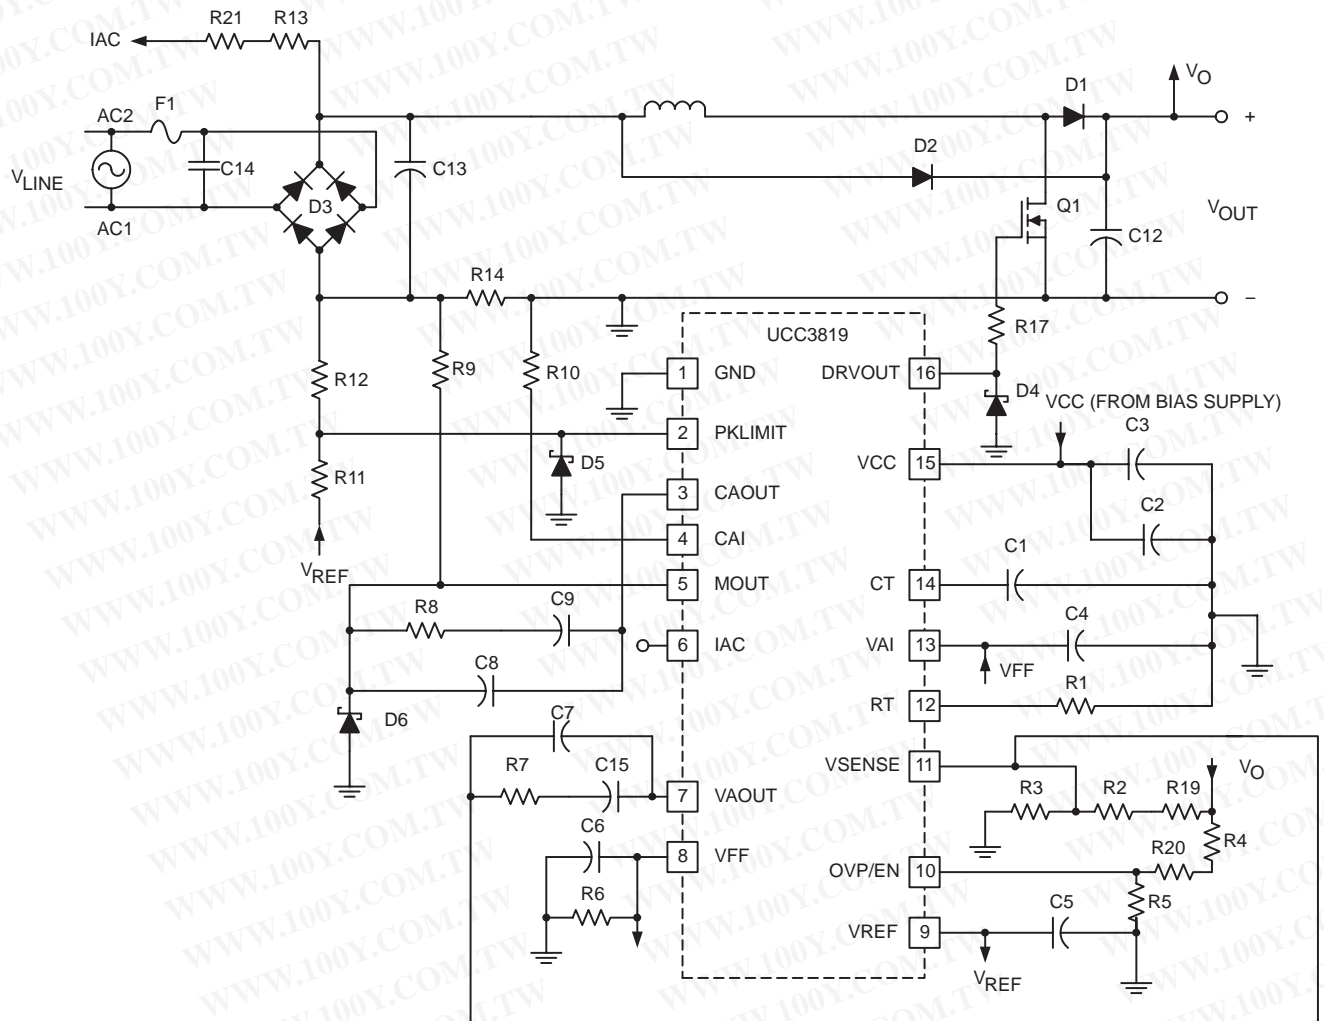 R21 R13
IAC
D1
VO
AC2 F1
+
D2
C14
C13
VLINE
D3
Q1
VOUT
AC1
C12
R14
−
UCC3819
R17
R12
R9
R10
1 GND
DRVOUT 16
D4
VCC (FROM BIAS SUPPLY)
2 PKLIMIT
C3
D5
VCC 15
R11
3 CAOUT
C2
4 CAI
C1
VREF
5 MOUT
CT 14
R8
C9
C4
6 IAC
VAI 13
C8
VFF
R1
RT 12
D6
C7
VSENSE 11
VO
R7
C15
R3 R2 R19
7 VAOUT
C6
R4
R20
8 VFF
OVP/EN 10
R6
C5
R5
VREF 9
VREF
WWW.100Y.COM.TW